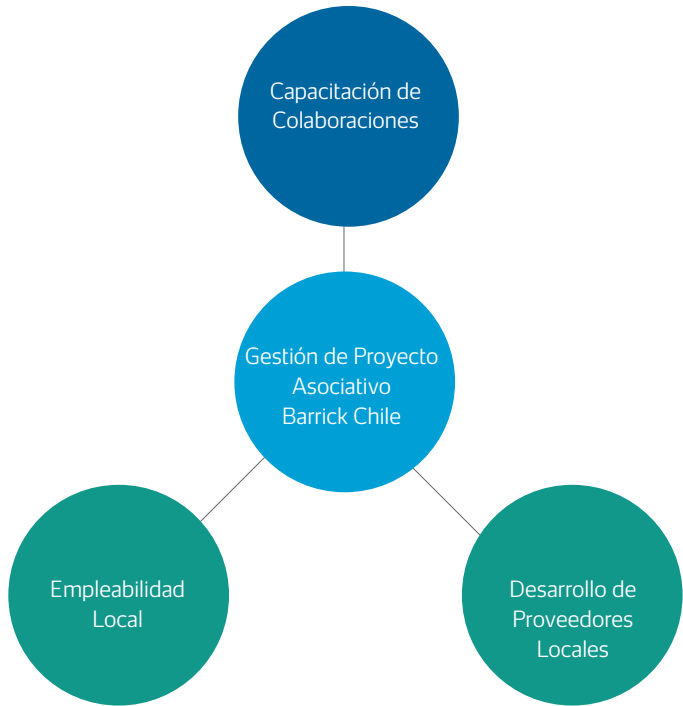 Capacitación de
Colaboraciones
Gestión de Proyecto
Asociativo
Barrick Chile
Empleabilidad
Local
Desarrollo de
Proveedores
Locales